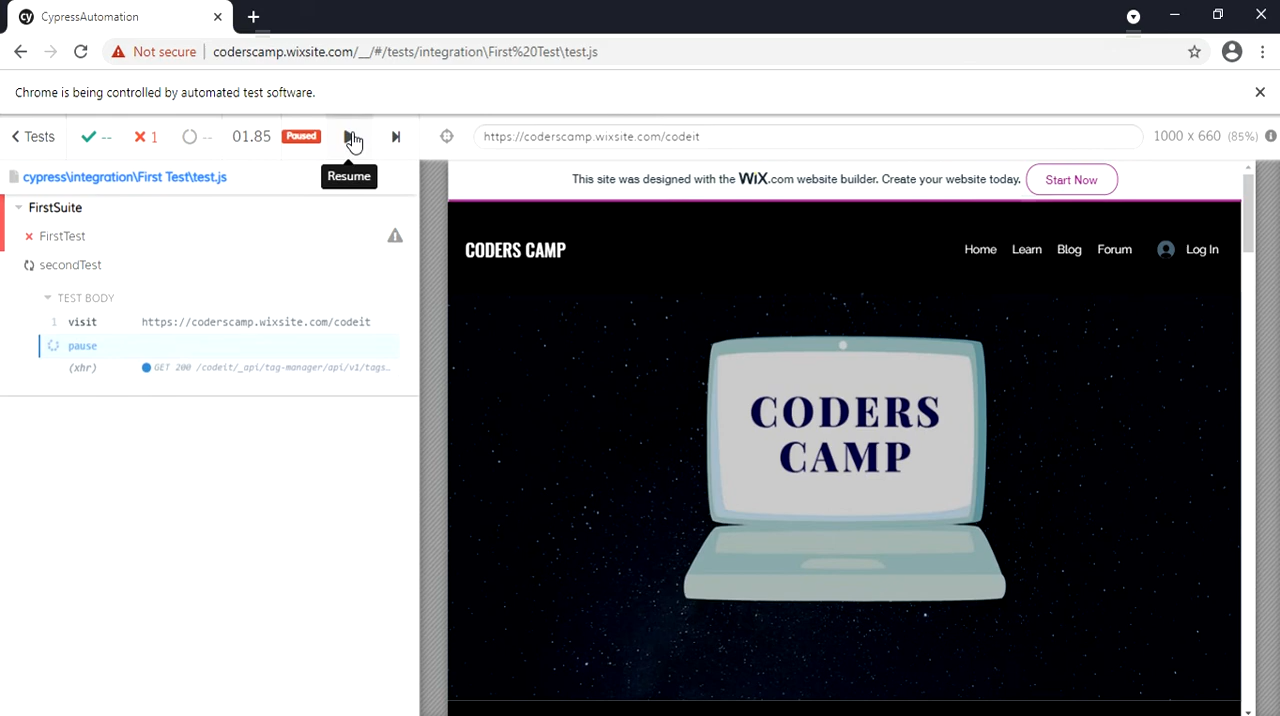 CypressAutomation
Not secure coderscamp.wixsite.com/__/#/tests/integration\First%20Test\test.js
Chrome is being controlled by automated test software.
Tests -- 1 -- 01.85 Paused https://coderscamp.wixsite.com/codeit 1000 x 660 (85%)
Resume
cypress\integration\First Test\test.js
FirstSuite
FirstTest
secondTest
TEST BODY
1 visit https://coderscamp.wixsite.com/codeit
pause
(xhr) GET 200 /codeit/_api/tag-manager/api/v1/tags...
This site was designed with the WiX.com website builder. Create your website today. Start Now
CODERS CAMP Home Learn Blog Forum Log In
CODERS
CAMP